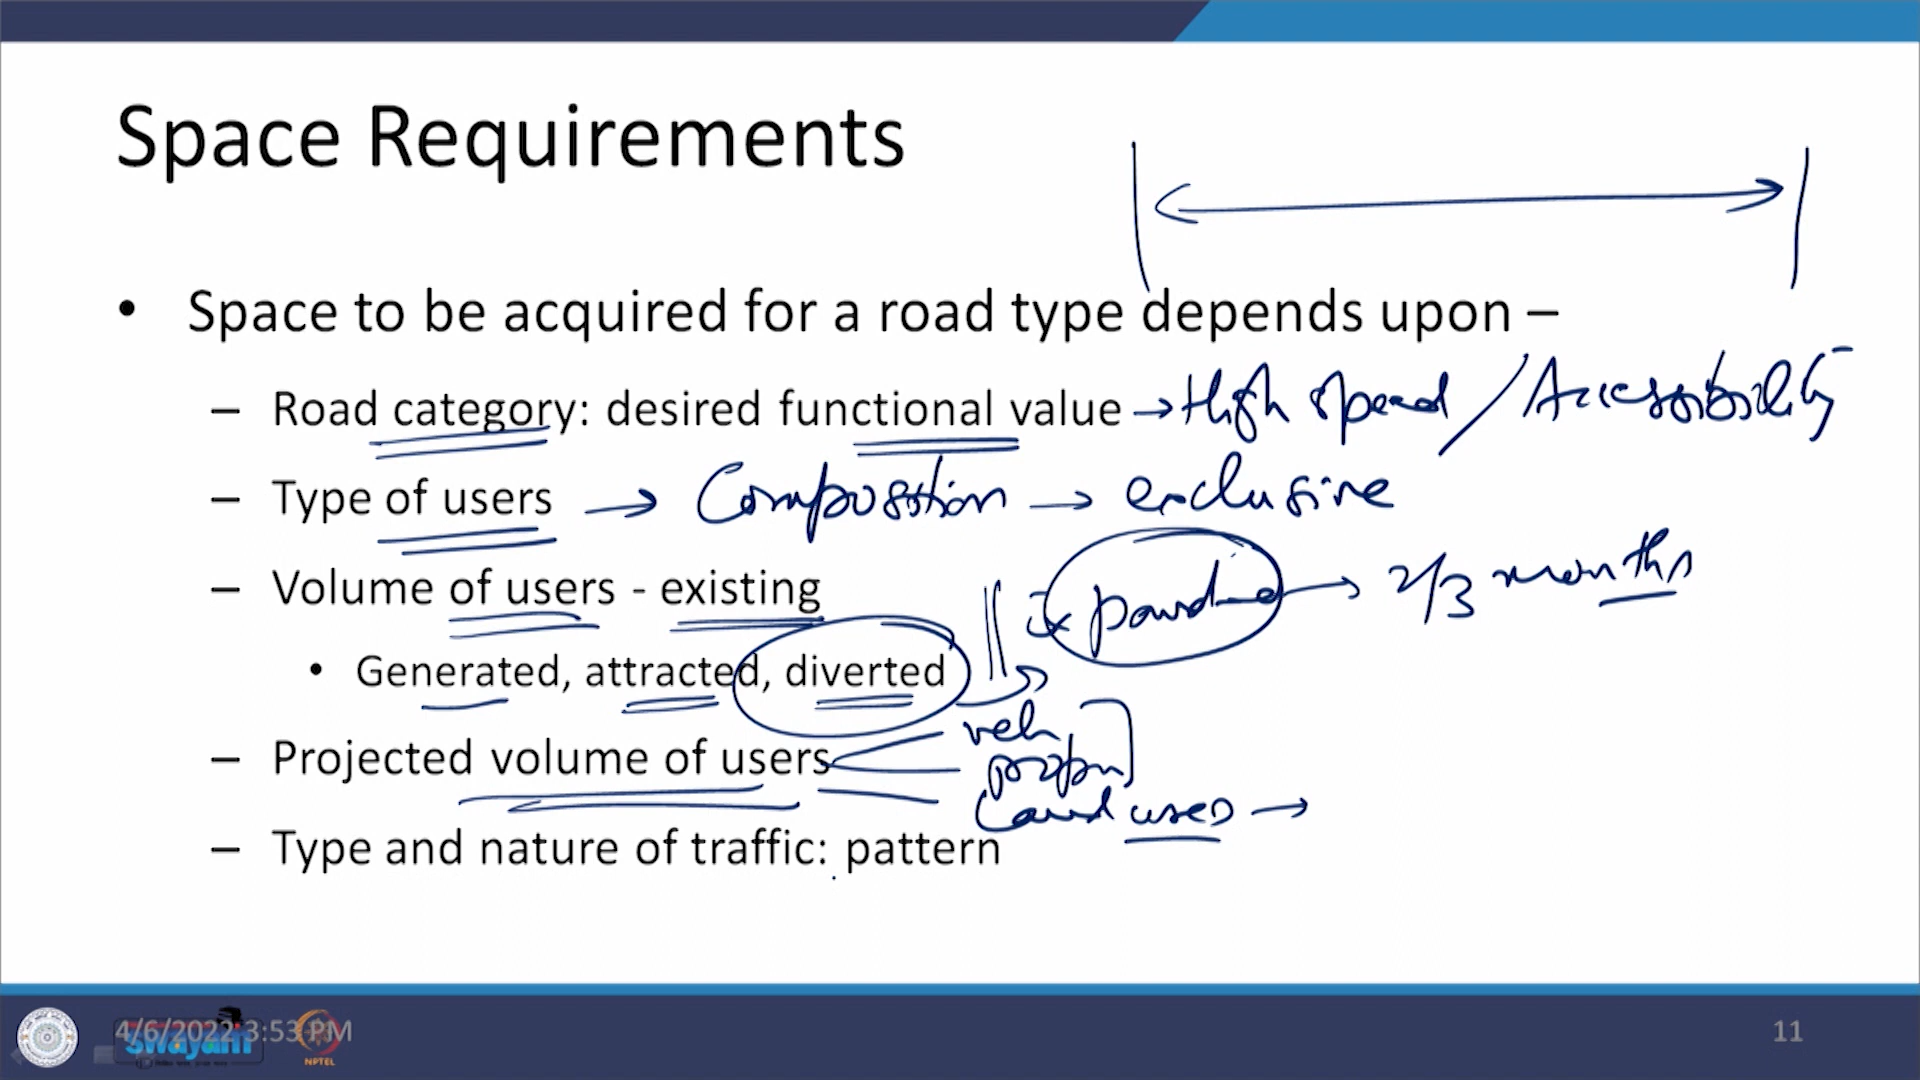 Space Requirements
• Space to be acquired for a road type depends upon –
– Road category: desired functional value → High speed / Accessibility
– Type of users → Composition → exclusive
– Volume of users - existing
→ 2/3 months
• Generated, attracted, diverted
– Projected volume of users
veh
popn
Land uses →
– Type and nature of traffic: pattern
4/6/2022 3:53 PM
swayam
NPTEL
11